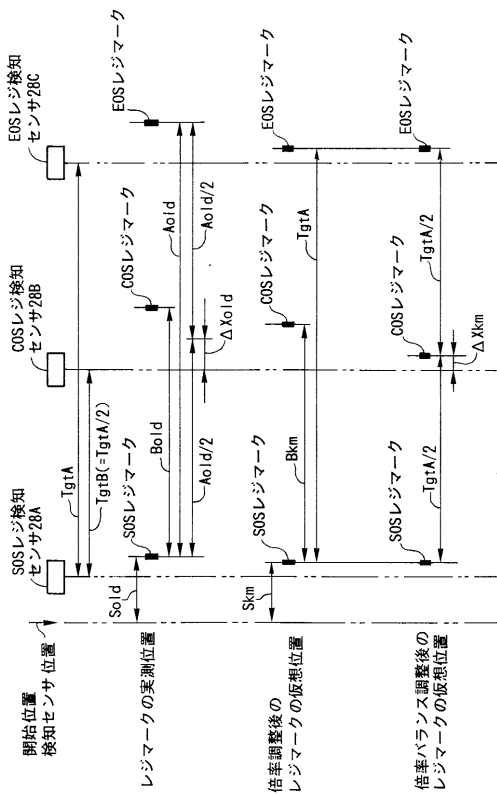 開始位置
検知センサ位置
SOSレジ検知
センサ28A
COSレジ検知
センサ28B
EOSレジ検知
センサ28C
TgtA
TgtB(=TgtA/2)
レジマークの実測位置
Sold
SOSレジマーク
COSレジマーク
EOSレジマーク
Bold
Aold
Aold/2
Aold/2
ΔXold
倍率調整後の
レジマークの仮想位置
Skm
SOSレジマーク
COSレジマーク
EOSレジマーク
Bkm
TgtA
倍率バランス調整後の
レジマークの仮想位置
SOSレジマーク
COSレジマーク
EOSレジマーク
TgtA/2
TgtA/2
ΔXkm